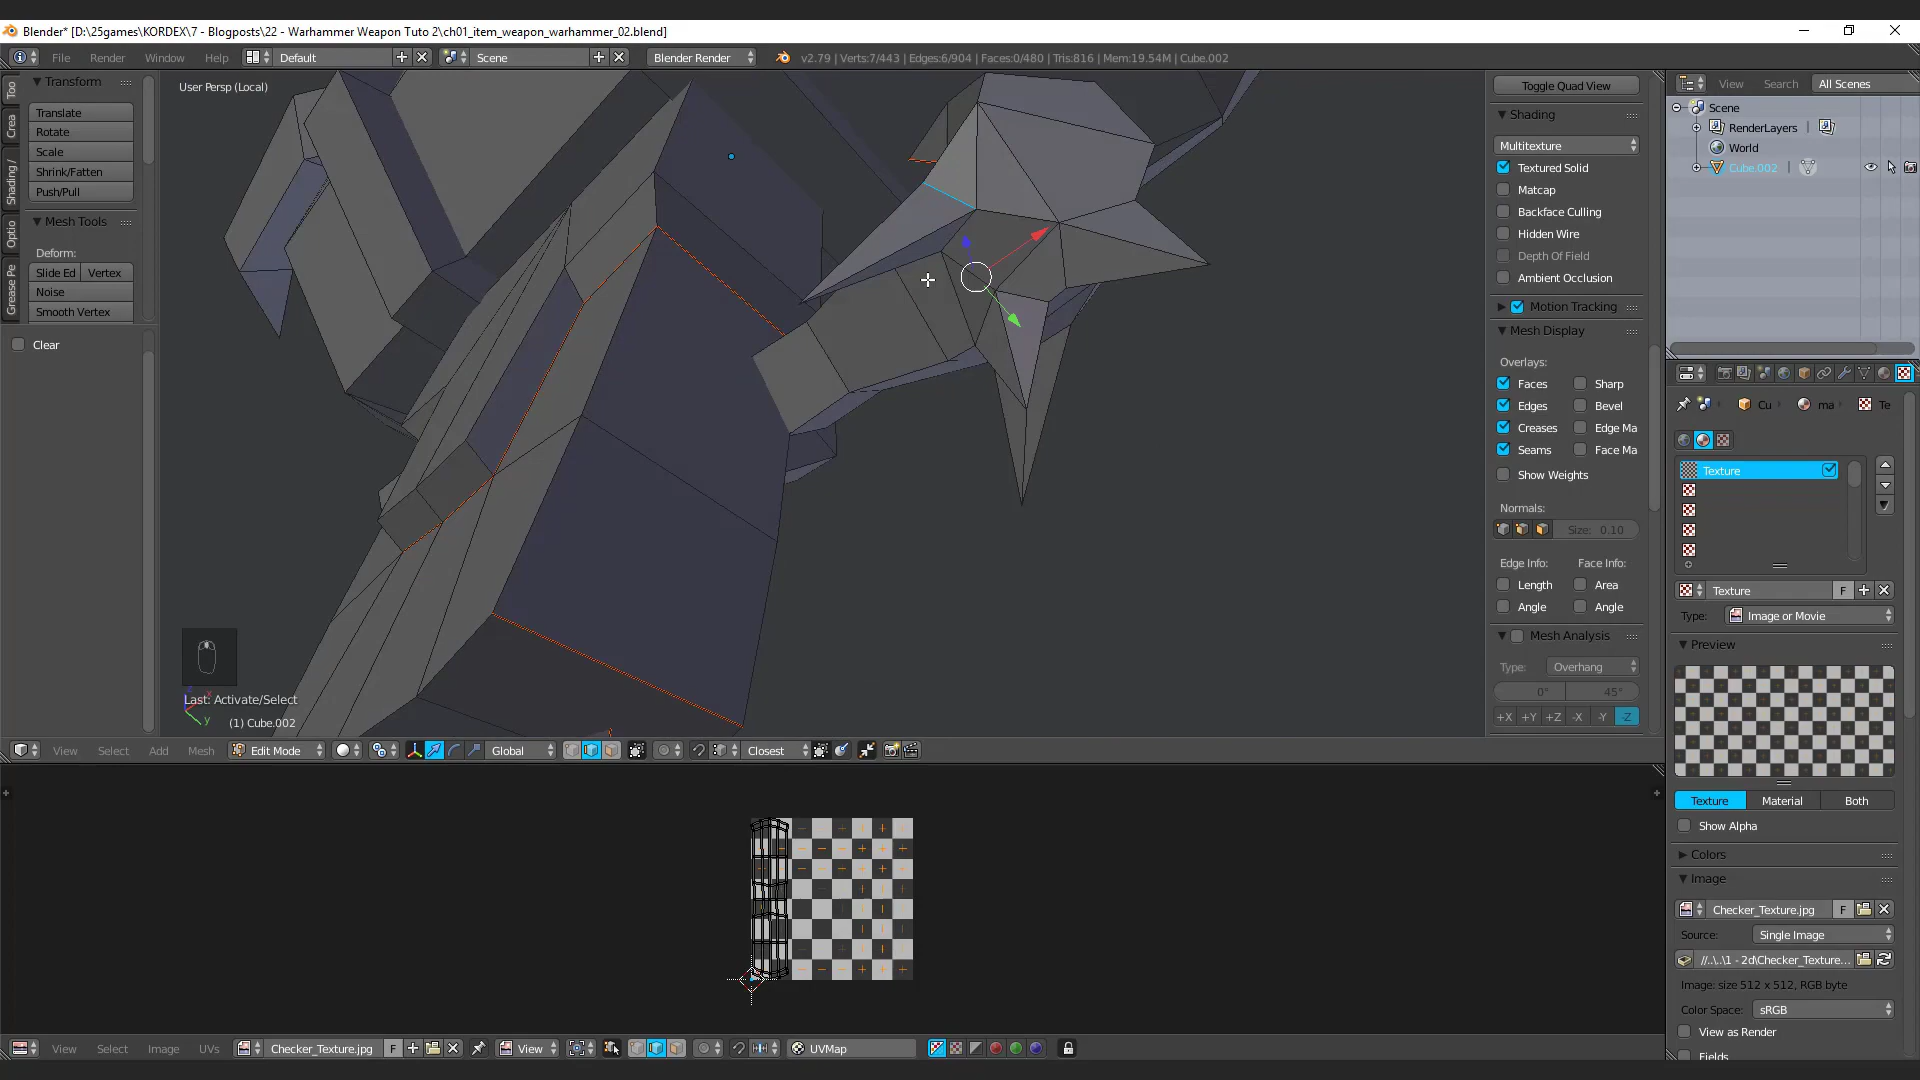 Blender* [D:\25games\KORDEX\7 - Blogposts\22 - Warhammer Weapon Tuto 2\ch01_item_weapon_warhammer_02.blend]
File Render Window Help Default Scene Blender Render v2.79 | Verts:7/443 | Edges:6/904 | Faces:0/480 | Tris:816 | Mem:19.54M | Cube.002
Too
Crea
Shading /
Optio
Grease Pe
Transform
Translate
Rotate
Scale
Shrink/Fatten
Push/Pull
Mesh Tools
Deform:
Slide Ed Vertex
Noise
Smooth Vertex
Clear
User Persp (Local)
Last: Activate/Select
(1) Cube.002
y
Toggle Quad View
Shading
Multitexture
Textured Solid
Matcap
Backface Culling
Hidden Wire
Depth Of Field
Ambient Occlusion
Motion Tracking
Mesh Display
Overlays:
Faces Sharp
Edges Bevel
Creases Edge Ma
Seams Face Ma
Show Weights
Normals:
Size: 0.10
Edge Info: Face Info:
Length Area
Angle Angle
Mesh Analysis
Type: Overhang
0° 45°
+X +Y +Z -X -Y -Z
View Select Add Mesh Edit Mode Global Closest
View Search All Scenes
Scene
RenderLayers |
World
Cube.002 |
Cu ma Te
Texture
Texture F
Type: Image or Movie
Preview
Texture Material Both
Show Alpha
Colors
Image
Checker_Texture.jpg F
Source: Single Image
//..\..\1 - 2d\Checker_Texture...
Image: size 512 x 512, RGB byte
Color Space: sRGB
View as Render
Fields
View Select Image UVs Checker_Texture.jpg F View UVMap